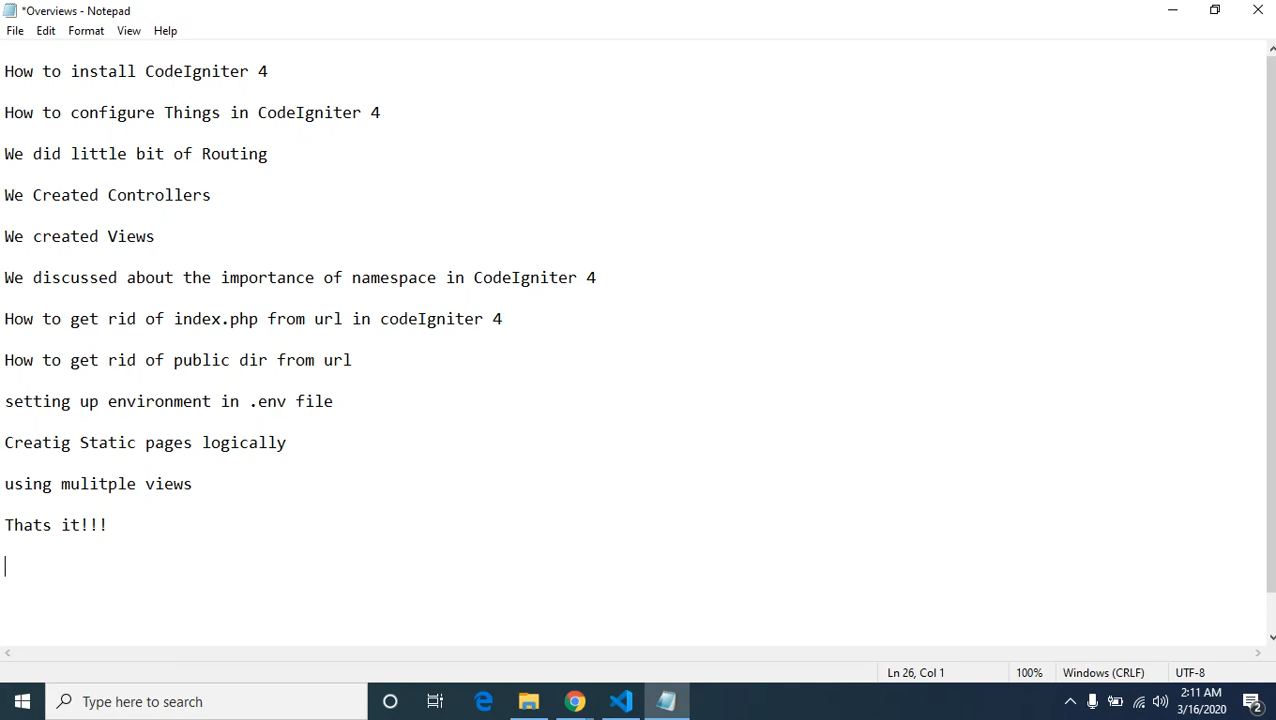 *Overviews - Notepad
File Edit Format View Help
How to install CodeIgniter 4
How to configure Things in CodeIgniter 4
We did little bit of Routing
We Created Controllers
We created Views
We discussed about the importance of namespace in CodeIgniter 4
How to get rid of index.php from url in codeIgniter 4
How to get rid of public dir from url
setting up environment in .env file
Creatig Static pages logically
using mulitple views
Thats it!!!
Ln 26, Col 1 100% Windows (CRLF) UTF-8
Type here to search
2:11 AM
3/16/2020
2